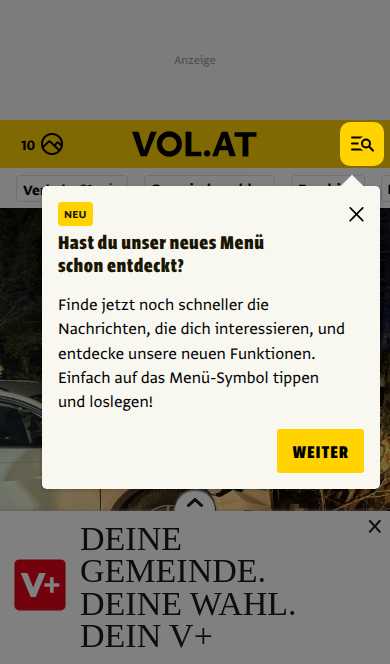 Anzeige
10
VOL.AT
NEU
Hast du unser neues Menü
schon entdeckt?
Finde jetzt noch schneller die
Nachrichten, die dich interessieren, und
entdecke unsere neuen Funktionen.
Einfach auf das Menü-Symbol tippen
und loslegen!
WEITER
V+
DEINE
GEMEINDE.
DEINE WAHL.
DEIN V+